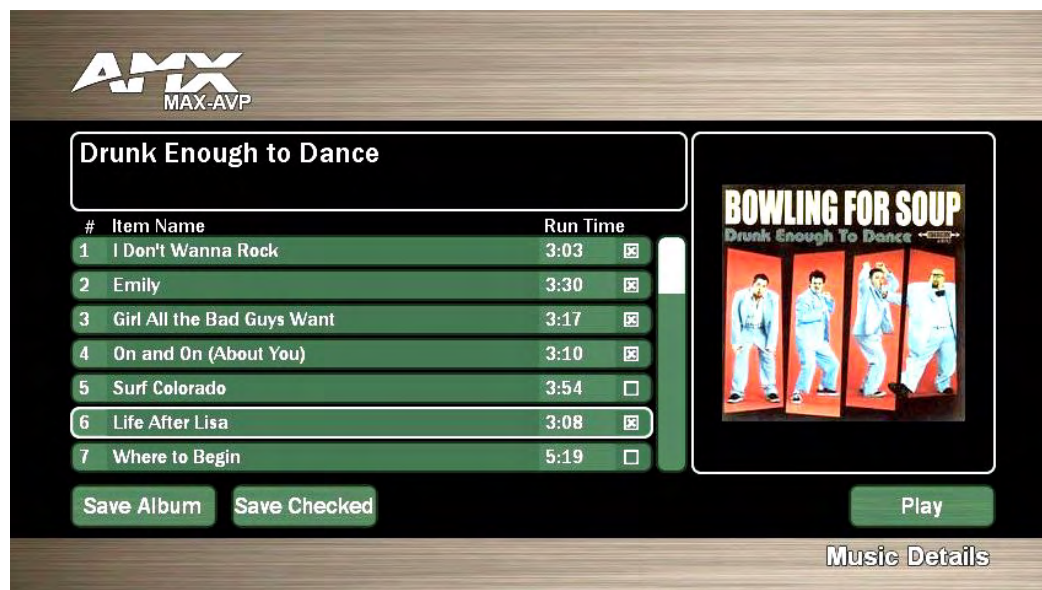 AMX
MAX-AVP
Drunk Enough to Dance
# Item Name Run Time
1 I Don't Wanna Rock 3:03
2 Emily 3:30
3 Girl All the Bad Guys Want 3:17
4 On and On (About You) 3:10
5 Surf Colorado 3:54
6 Life After Lisa 3:08
7 Where to Begin 5:19
BOWLING FOR SOUP
Drunk Enough To Dance
Save Album Save Checked Play
Music Details